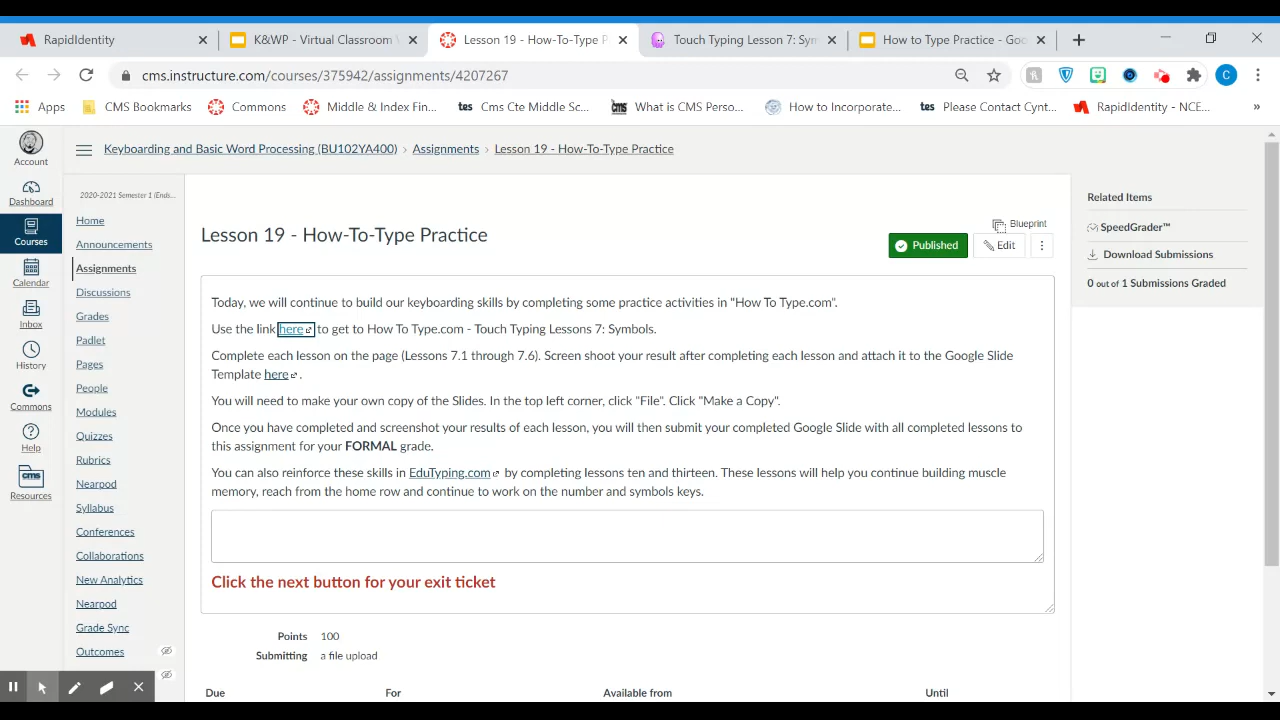 RapidIdentity
K&WP - Virtual Classroom
Lesson 19 - How-To-Type P
Touch Typing Lesson 7: Sym
How to Type Practice - Goo
cms.instructure.com/courses/375942/assignments/4207267
C
Apps
CMS Bookmarks
Commons
Middle & Index Fin...
tes Cms Cte Middle Sc...
What is CMS Perso...
How to Incorporate...
tes Please Contact Cynt...
RapidIdentity - NCE...
»
Account
Dashboard
Courses
Calendar
Inbox
History
Commons
Help
cms
Resources
Keyboarding and Basic Word Processing (BU102YA400) › Assignments › Lesson 19 - How-To-Type Practice
2020-2021 Semester 1 (Ends...
Home
Announcements
Assignments
Discussions
Grades
Padlet
Pages
People
Modules
Quizzes
Rubrics
Nearpod
Syllabus
Conferences
Collaborations
New Analytics
Nearpod
Grade Sync
Outcomes
Blueprint
Lesson 19 - How-To-Type Practice
Published
Edit
Today, we will continue to build our keyboarding skills by completing some practice activities in "How To Type.com".
Use the link here to get to How To Type.com - Touch Typing Lessons 7: Symbols.
Complete each lesson on the page (Lessons 7.1 through 7.6). Screen shoot your result after completing each lesson and attach it to the Google Slide
Template here .
You will need to make your own copy of the Slides. In the top left corner, click "File". Click "Make a Copy".
Once you have completed and screenshot your results of each lesson, you will then submit your completed Google Slide with all completed lessons to
this assignment for your FORMAL grade.
You can also reinforce these skills in EduTyping.com by completing lessons ten and thirteen. These lessons will help you continue building muscle
memory, reach from the home row and continue to work on the number and symbols keys.
Click the next button for your exit ticket
Points 100
Submitting a file upload
Due For Available from Until
Related Items
SpeedGrader™
Download Submissions
0 out of 1 Submissions Graded